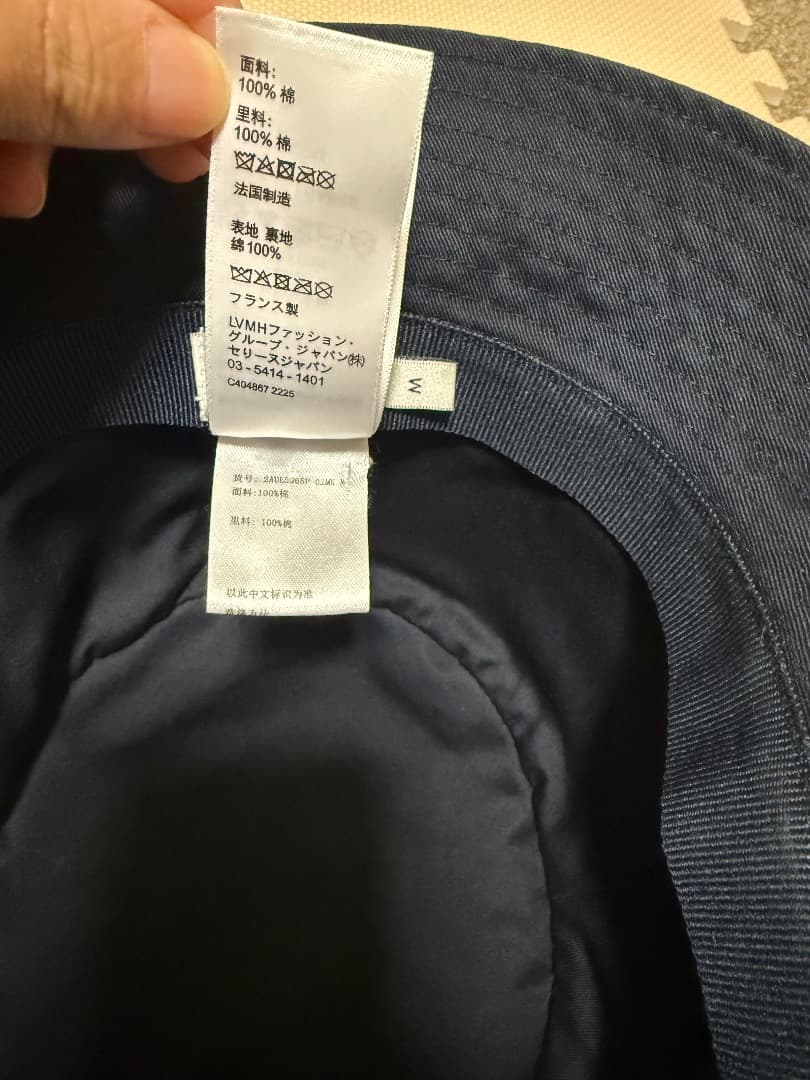 面料:
100% 棉
里料:
100% 棉
法国制造
表地 裏地
綿100%
フランス製
LVMHファッション・
グループ・ジャパン㈱
セリーヌジャパン
03-5414-1401
C404867 2225
M
货号:
面料:100%棉
里料: 100%棉
以此中文标识为准